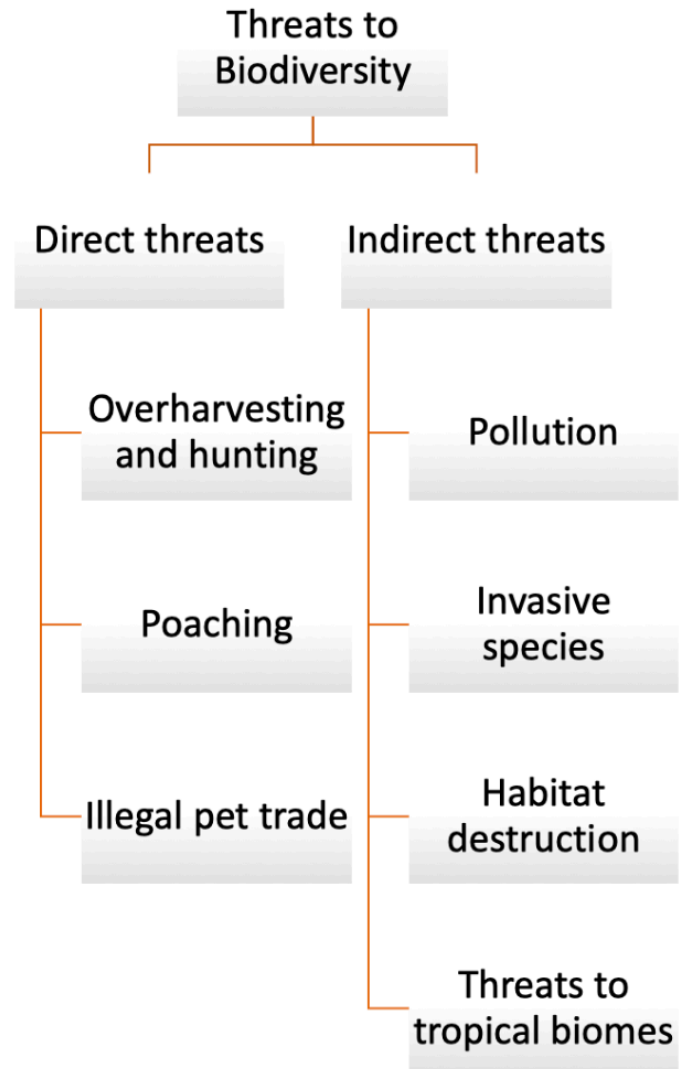 Threats to
Biodiversity
Direct threats
Indirect threats
Overharvesting
and hunting
Pollution
Poaching
Invasive
species
Illegal pet trade
Habitat
destruction
Threats to
tropical biomes